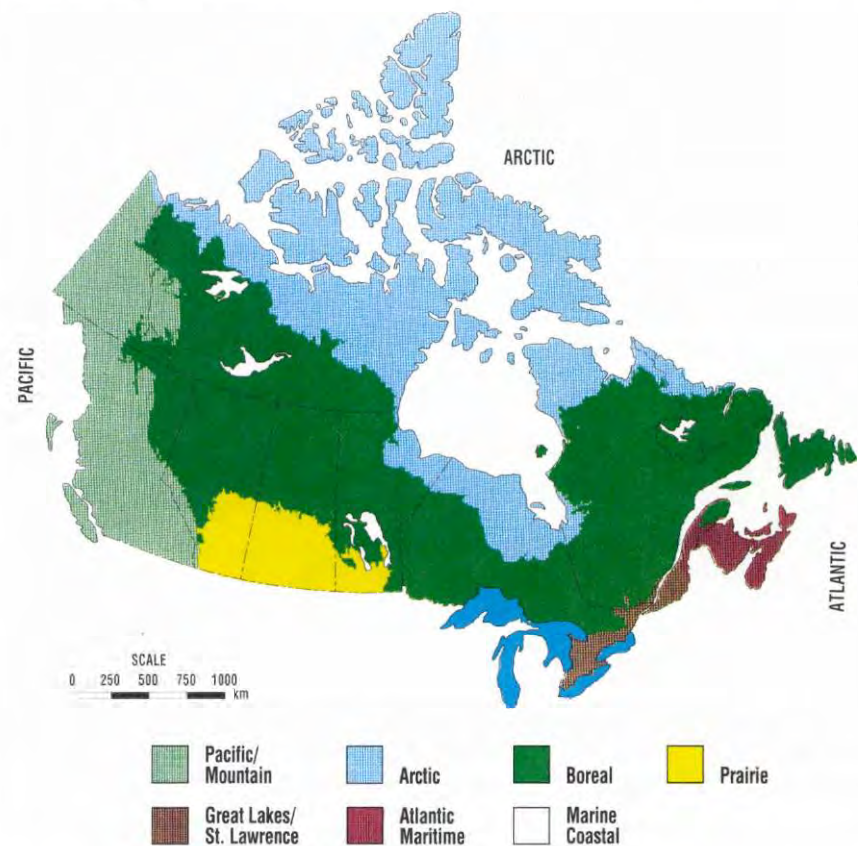 ARCTIC
PACIFIC
ATLANTIC
SCALE
0 250 500 750 1000
km
Pacific/
Mountain
Arctic
Boreal
Prairie
Great Lakes/
St. Lawrence
Atlantic
Maritime
Marine
Coastal